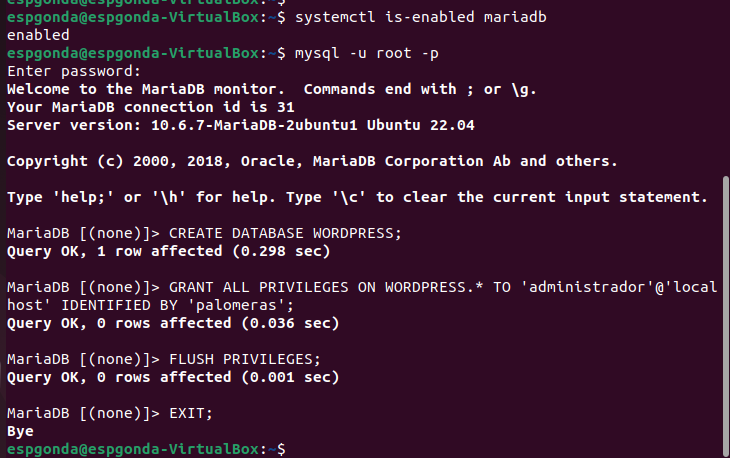 espgonda@espgonda-VirtualBox:~$ systemctl is-enabled mariadb
enabled
espgonda@espgonda-VirtualBox:~$ mysql -u root -p
Enter password:
Welcome to the MariaDB monitor.  Commands end with ; or \g.
Your MariaDB connection id is 31
Server version: 10.6.7-MariaDB-2ubuntu1 Ubuntu 22.04

Copyright (c) 2000, 2018, Oracle, MariaDB Corporation Ab and others.

Type 'help;' or '\h' for help. Type '\c' to clear the current input statement.

MariaDB [(none)]> CREATE DATABASE WORDPRESS;
Query OK, 1 row affected (0.298 sec)

MariaDB [(none)]> GRANT ALL PRIVILEGES ON WORDPRESS.* TO 'administrador'@'local
host' IDENTIFIED BY 'palomeras';
Query OK, 0 rows affected (0.036 sec)

MariaDB [(none)]> FLUSH PRIVILEGES;
Query OK, 0 rows affected (0.001 sec)

MariaDB [(none)]> EXIT;
Bye
espgonda@espgonda-VirtualBox:~$